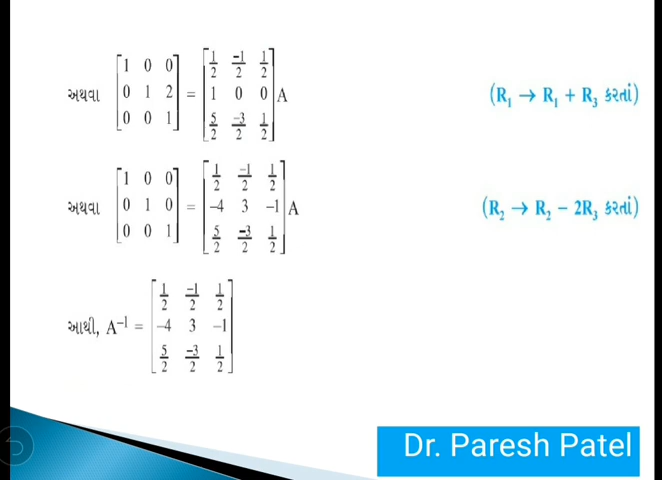 અથવા [1 0 0; 0 1 2; 0 0 1] = [1/2 -1/2 1/2; 1 0 0; 5/2 -3/2 1/2] A (R₁ → R₁ + R₃ કરતાં)
અથવા [1 0 0; 0 1 0; 0 0 1] = [1/2 -1/2 1/2; -4 3 -1; 5/2 -3/2 1/2] A (R₂ → R₂ – 2R₃ કરતાં)
આથી, A⁻¹ = [1/2 -1/2 1/2; -4 3 -1; 5/2 -3/2 1/2]
Dr. Paresh Patel